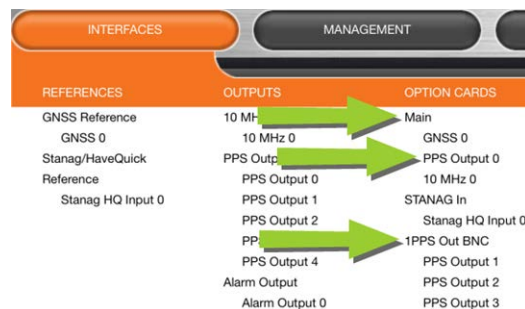 INTERFACES
MANAGEMENT
REFERENCES
GNSS Reference
GNSS 0
Stanag/HaveQuick
Reference
Stanag HQ Input 0
OUTPUTS
10 MH
10 MHz 0
PPS Outp
PPS Output 0
PPS Output 1
PPS Output 2
PP
PPS Output 4
Alarm Output
Alarm Output 0
OPTION CARDS
Main
GNSS 0
PPS Output 0
10 MHz 0
STANAG In
Stanag HQ Input 0
1PPS Out BNC
PPS Output 1
PPS Output 2
PPS Output 3